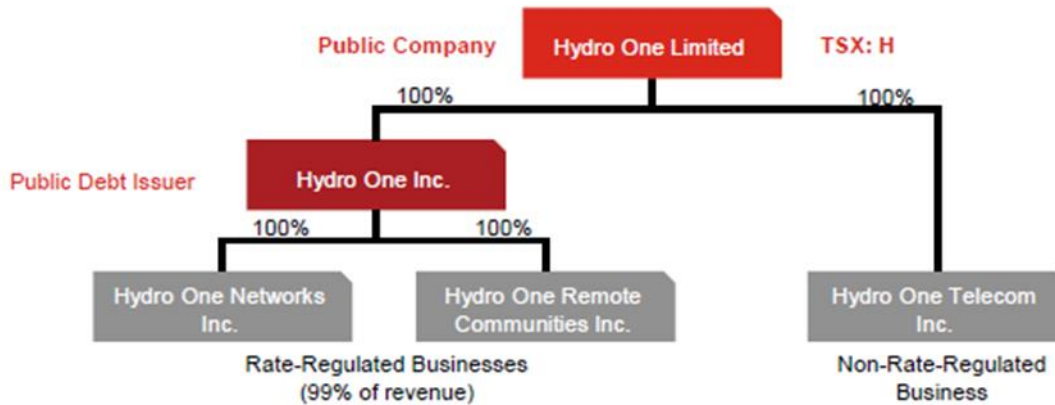 Public Company
Hydro One Limited
TSX: H
100%
100%
Public Debt Issuer
Hydro One Inc.
100%
100%
Hydro One Networks
Inc.
Hydro One Remote
Communities Inc.
Hydro One Telecom
Inc.
Rate-Regulated Businesses
(99% of revenue)
Non-Rate-Regulated
Business